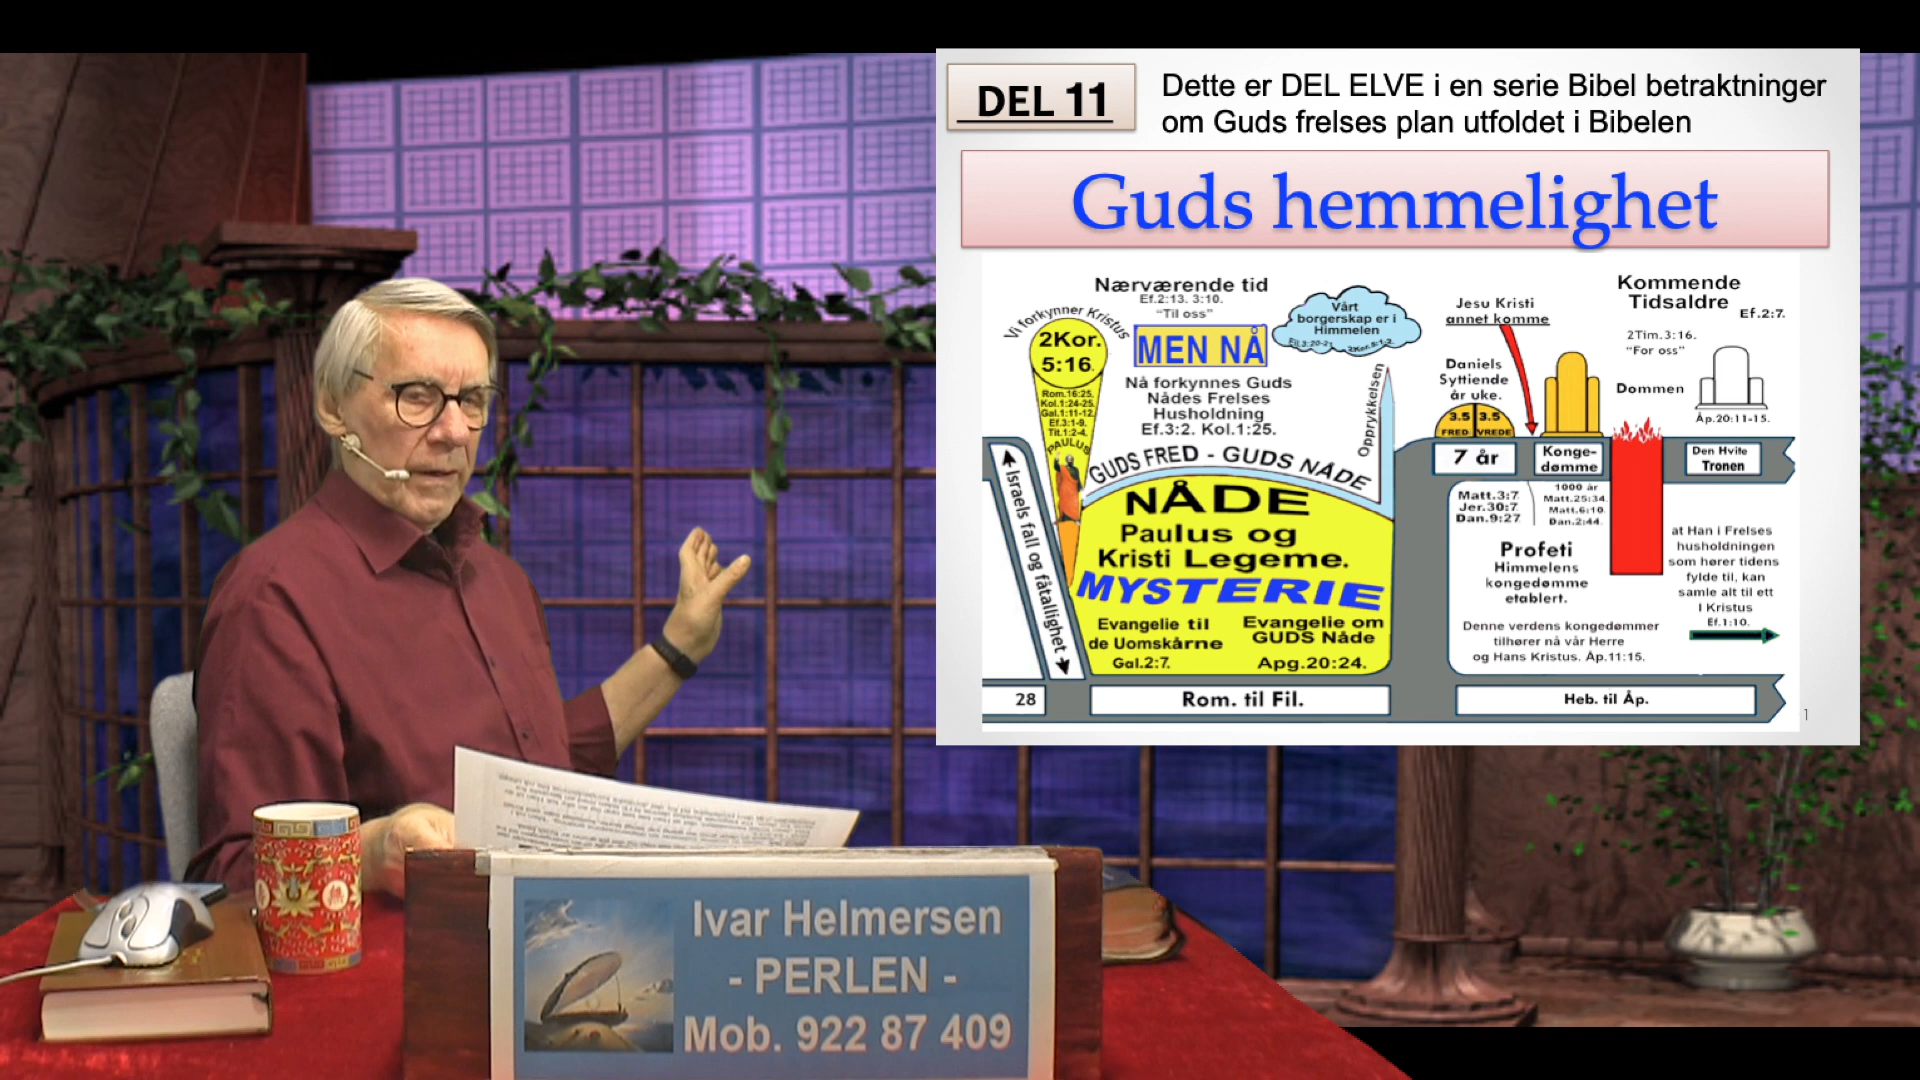 DEL 11
Dette er DEL ELVE i en serie Bibel betraktninger
om Guds frelses plan utfoldet i Bibelen
Guds hemmelighet
Vi forkynner Kristus
2Kor.
5:16.
Rom.16:25.
Kol.1:24-25.
Gal.1:11-12.
Ef.3:1-9.
Tit.1:2-4.
PAULUS
Nærværende tid
Ef.2:13. 3:10.
"Til oss"
MEN NÅ
Nå forkynnes Guds
Nådes Frelses
Husholdning
Ef.3:2. Kol.1:25.
Vårt
borgerskap er i
Himmelen
Opprykkelsen
GUDS FRED - GUDS NÅDE
NÅDE
Paulus og
Kristi Legeme.
MYSTERIE
Evangelie til
de Uomskårne
Gal.2:7.
Evangelie om
GUDS Nåde
Apg.20:24.
Israels fall og fåtallighet
28
Rom. til Fil.
Jesu Kristi
annet komme
Daniels
Syttiende
år uke.
3.5 3.5
FRED VREDE
7 år
Konge-
dømme
Kommende
Tidsaldre
Ef.2:7.
2Tim.3:16.
"For oss"
Dommen
Åp.20:11-15.
Den Hvite
Tronen
Matt.3:7.
Jer.30:7.
Dan.9:27
1000 år
Matt.25:34.
Matt.6:10.
Dan.2:44.
Profeti
Himmelens
kongedømme
etablert.
Denne verdens kongedømmer
tilhører nå vår Herre
og Hans Kristus. Åp.11:15.
at Han i Frelses
husholdningen
som hører tidens
fylde til, kan
samle alt til ett
I Kristus
Ef.1:10.
Heb. til Åp.
1
Ivar Helmersen
- PERLEN -
Mob. 922 87 409